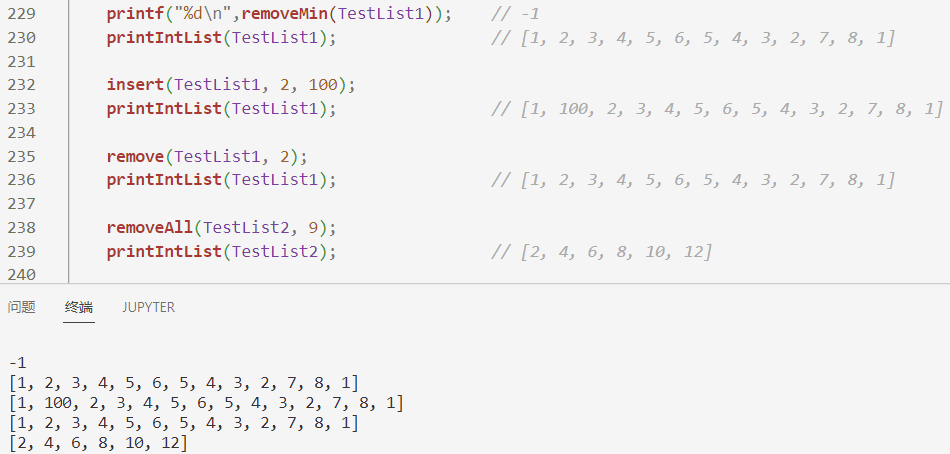 229 printf("%d\n",removeMin(TestList1)); // -1
230 printIntList(TestList1); // [1, 2, 3, 4, 5, 6, 5, 4, 3, 2, 7, 8, 1]
231
232 insert(TestList1, 2, 100);
233 printIntList(TestList1); // [1, 100, 2, 3, 4, 5, 6, 5, 4, 3, 2, 7, 8, 1]
234
235 remove(TestList1, 2);
236 printIntList(TestList1); // [1, 2, 3, 4, 5, 6, 5, 4, 3, 2, 7, 8, 1]
237
238 removeAll(TestList2, 9);
239 printIntList(TestList2); // [2, 4, 6, 8, 10, 12]
240
问题 终端 JUPYTER
-1
[1, 2, 3, 4, 5, 6, 5, 4, 3, 2, 7, 8, 1]
[1, 100, 2, 3, 4, 5, 6, 5, 4, 3, 2, 7, 8, 1]
[1, 2, 3, 4, 5, 6, 5, 4, 3, 2, 7, 8, 1]
[2, 4, 6, 8, 10, 12]